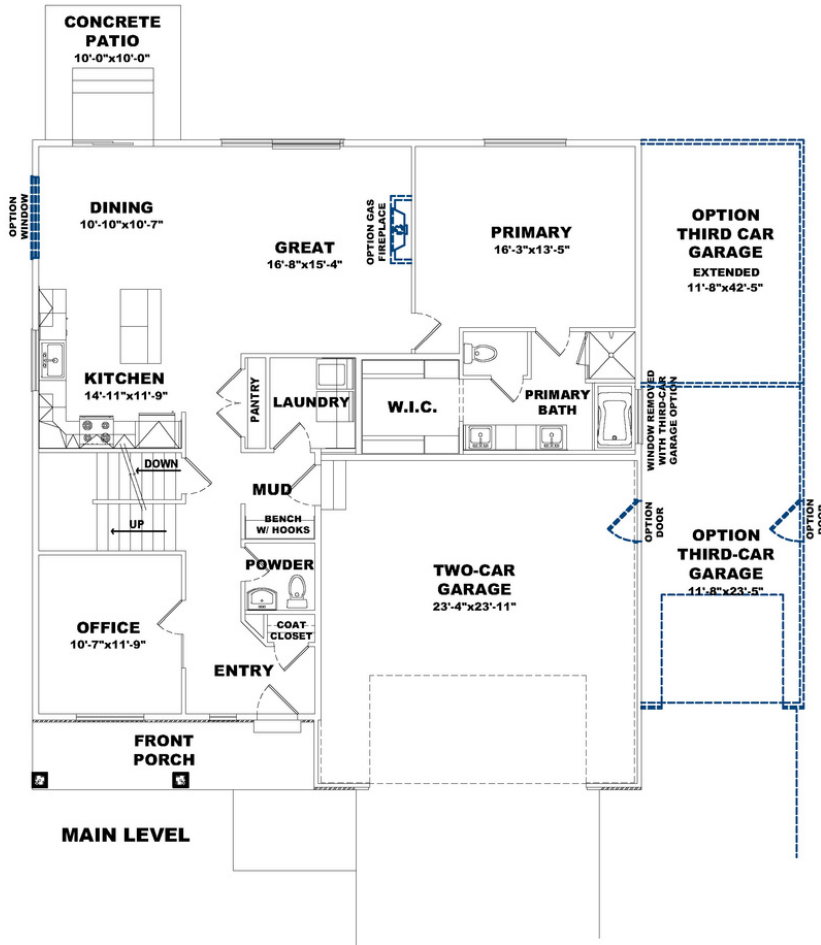 CONCRETE
PATIO
10'-0"x10'-0"
OPTION
WINDOW
DINING
10'-10"x10'-7"
GREAT
16'-8"x15'-4"
OPTION GAS
FIREPLACE
PRIMARY
16'-3"x13'-5"
OPTION
THIRD CAR
GARAGE
EXTENDED
11'-8"x42'-5"
KITCHEN
14'-11"x11'-9"
PANTRY
LAUNDRY
W.I.C.
PRIMARY
BATH
WINDOW REMOVED
WITH THIRD-CAR
GARAGE OPTION
DOWN
UP
MUD
BENCH
W/ HOOKS
POWDER
TWO-CAR
GARAGE
23'-4"x23'-11"
OPTION
DOOR
OPTION
THIRD-CAR
GARAGE
11'-8"x23'-5"
OPTION
DOOR
OFFICE
10'-7"x11'-9"
COAT
CLOSET
ENTRY
FRONT
PORCH
MAIN LEVEL